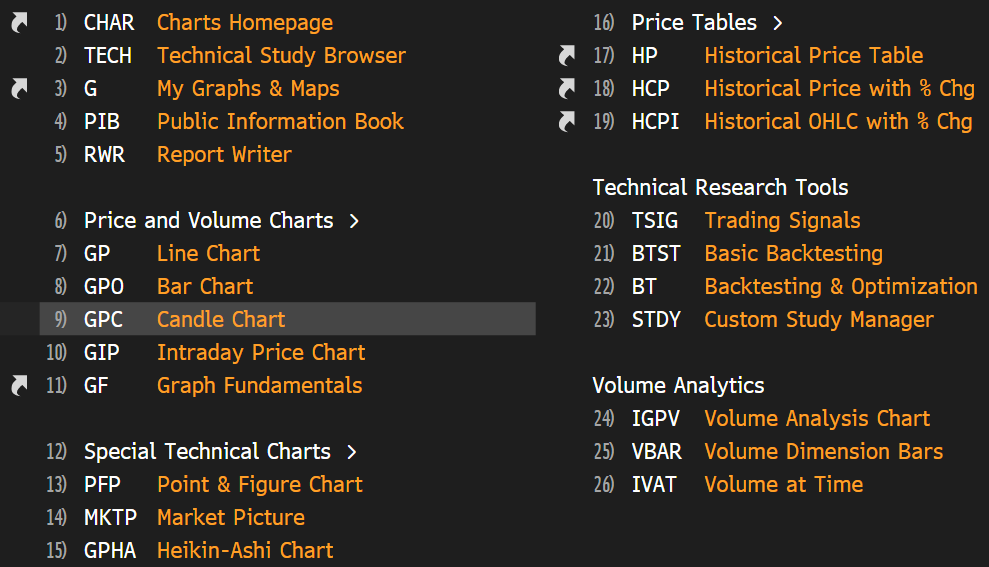 1) CHAR Charts Homepage
2) TECH Technical Study Browser
3) G My Graphs & Maps
4) PIB Public Information Book
5) RWR Report Writer
6) Price and Volume Charts >
7) GP Line Chart
8) GPO Bar Chart
9) GPC Candle Chart
10) GIP Intraday Price Chart
11) GF Graph Fundamentals
12) Special Technical Charts >
13) PFP Point & Figure Chart
14) MKTP Market Picture
15) GPHA Heikin-Ashi Chart
16) Price Tables >
17) HP Historical Price Table
18) HCP Historical Price with % Chg
19) HCPI Historical OHLC with % Chg
Technical Research Tools
20) TSIG Trading Signals
21) BTST Basic Backtesting
22) BT Backtesting & Optimization
23) STDY Custom Study Manager
Volume Analytics
24) IGPV Volume Analysis Chart
25) VBAR Volume Dimension Bars
26) IVAT Volume at Time